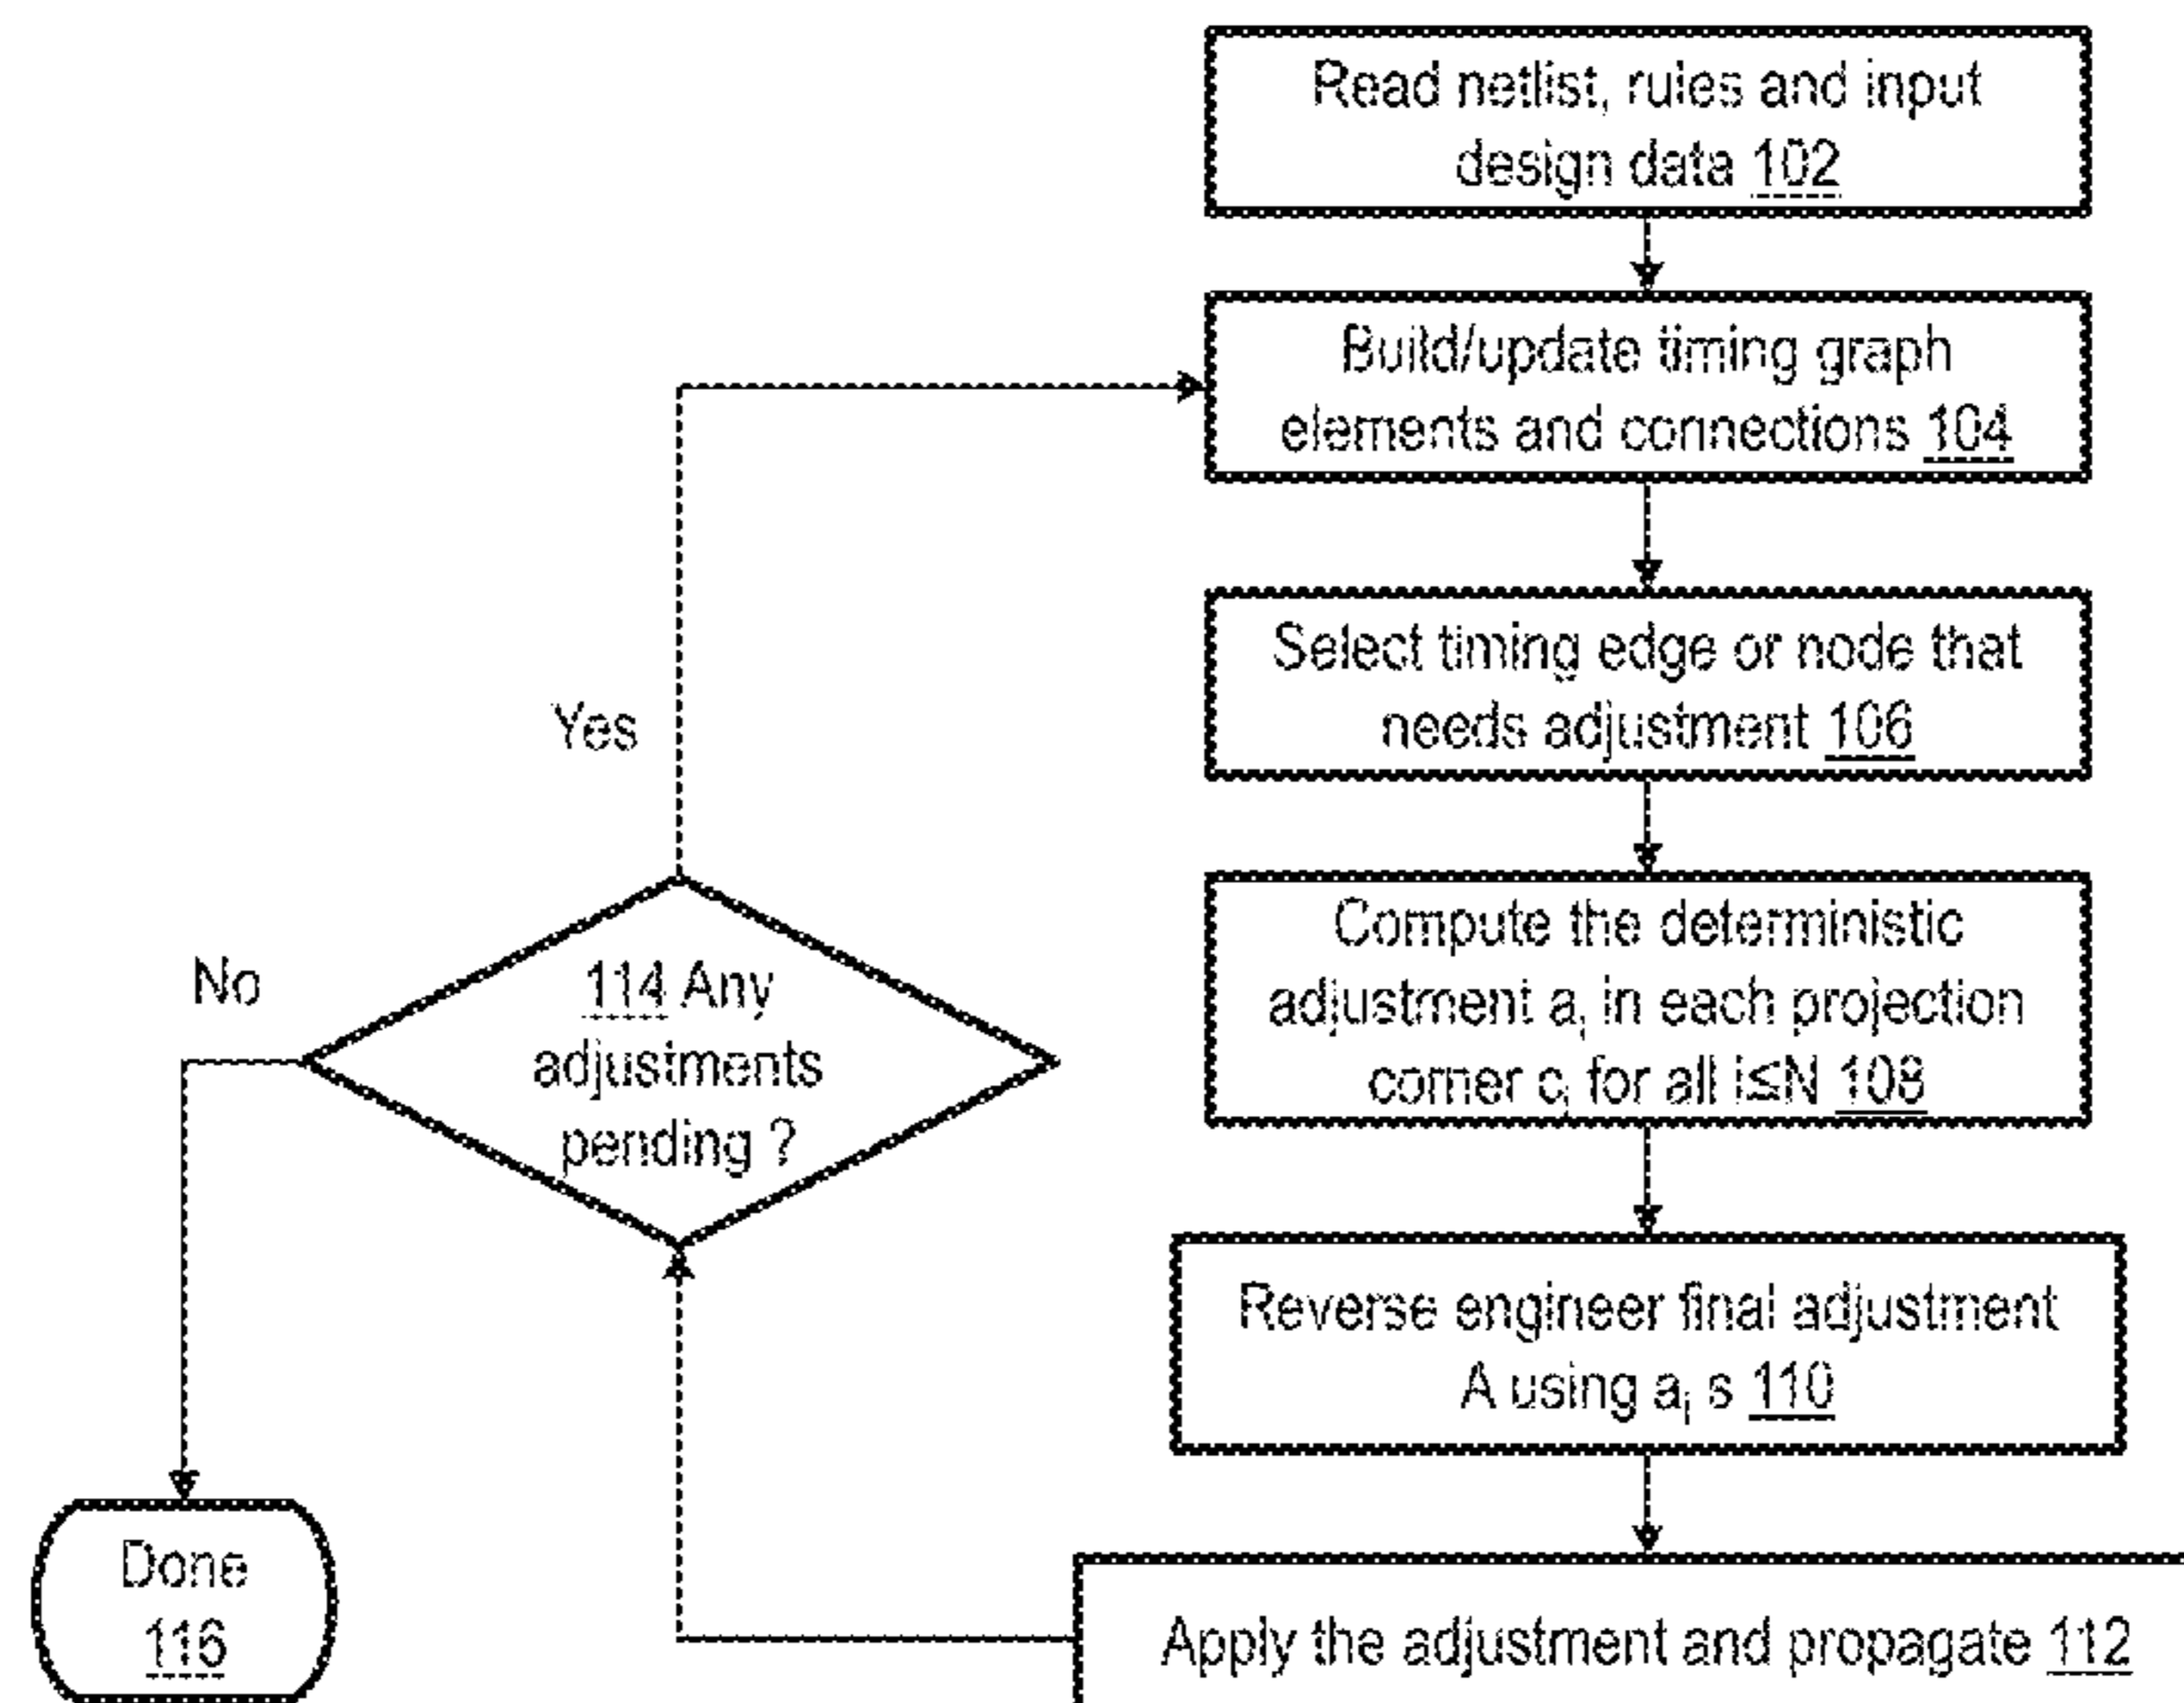 Read netlist, rules and input
design data 102
Build/update timing graph
elements and connections 104
Select timing edge or node that
needs adjustment 106
Compute the deterministic
adjustment aᵢ in each projection
corner cᵢ for all i≤N 108
Reverse engineer final adjustment
A using aᵢ s 110
Apply the adjustment and propagate 112
114 Any
adjustments
pending ?
Yes
No
Done
116